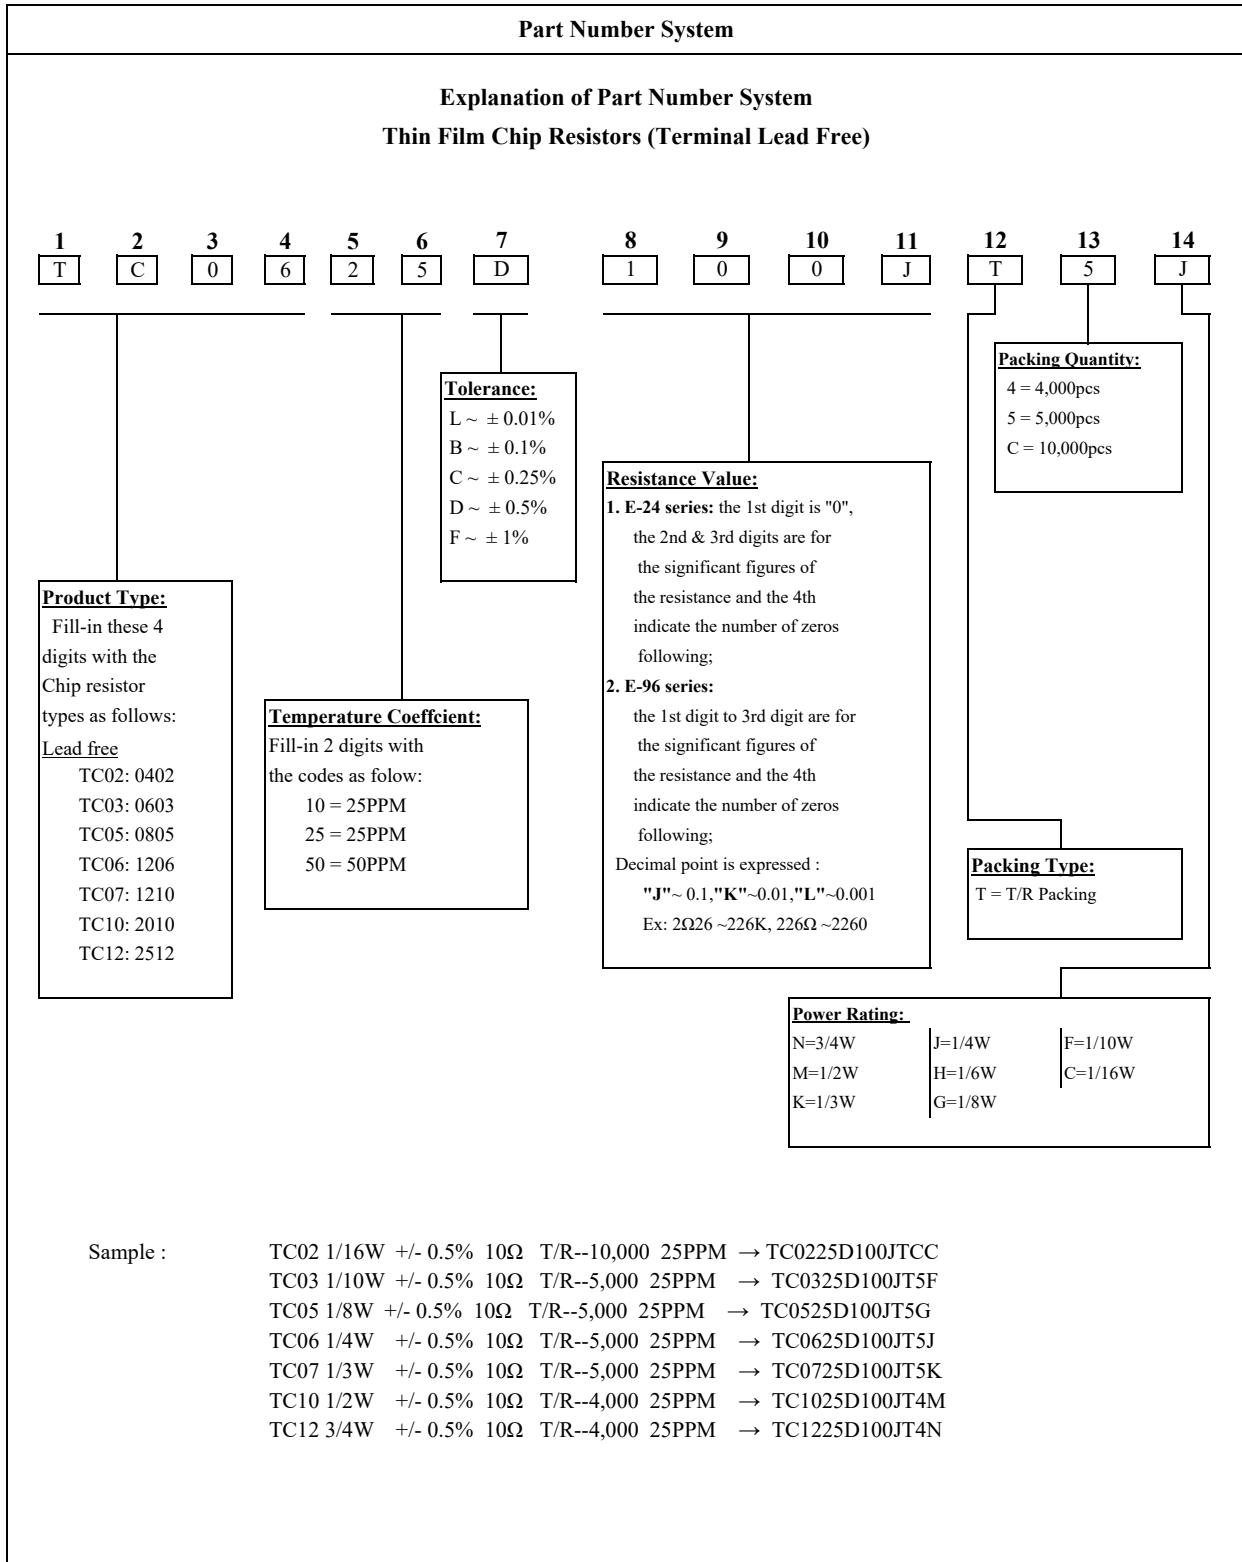 Part Number System
Explanation of Part Number System
Thin Film Chip Resistors (Terminal Lead Free)
1 2 3 4 5 6 7 8 9 10 11 12 13 14
T C 0 6 2 5 D 1 0 0 J T 5 J
Packing Quantity:
4 = 4,000pcs
5 = 5,000pcs
C = 10,000pcs
Tolerance:
L ~ ± 0.01%
B ~ ± 0.1%
C ~ ± 0.25%
D ~ ± 0.5%
F ~ ± 1%
Resistance Value:
1. E-24 series: the 1st digit is "0",
the 2nd & 3rd digits are for
the significant figures of
the resistance and the 4th
indicate the number of zeros
following;
2. E-96 series:
the 1st digit to 3rd digit are for
the significant figures of
the resistance and the 4th
indicate the number of zeros
following;
Decimal point is expressed :
"J"~ 0.1,"K"~0.01,"L"~0.001
Ex: 2Ω26 ~226K, 226Ω ~2260
Product Type:
Fill-in these 4
digits with the
Chip resistor
types as follows:
Lead free
TC02: 0402
TC03: 0603
TC05: 0805
TC06: 1206
TC07: 1210
TC10: 2010
TC12: 2512
Temperature Coeffcient:
Fill-in 2 digits with
the codes as folow:
10 = 25PPM
25 = 25PPM
50 = 50PPM
Packing Type:
T = T/R Packing
Power Rating:
N=3/4W J=1/4W F=1/10W
M=1/2W H=1/6W C=1/16W
K=1/3W G=1/8W
Sample : TC02 1/16W +/- 0.5% 10Ω T/R--10,000 25PPM → TC0225D100JTCC
TC03 1/10W +/- 0.5% 10Ω T/R--5,000 25PPM → TC0325D100JT5F
TC05 1/8W +/- 0.5% 10Ω T/R--5,000 25PPM → TC0525D100JT5G
TC06 1/4W +/- 0.5% 10Ω T/R--5,000 25PPM → TC0625D100JT5J
TC07 1/3W +/- 0.5% 10Ω T/R--5,000 25PPM → TC0725D100JT5K
TC10 1/2W +/- 0.5% 10Ω T/R--4,000 25PPM → TC1025D100JT4M
TC12 3/4W +/- 0.5% 10Ω T/R--4,000 25PPM → TC1225D100JT4N